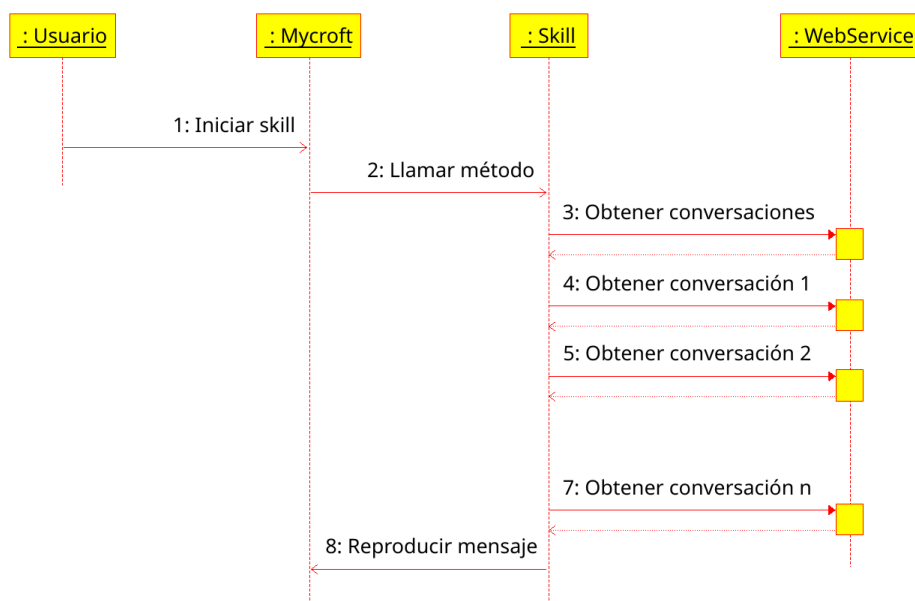 : Usuario
: Mycroft
: Skill
: WebService
1: Iniciar skill
2: Llamar método
3: Obtener conversaciones
4: Obtener conversación 1
5: Obtener conversación 2
7: Obtener conversación n
8: Reproducir mensaje